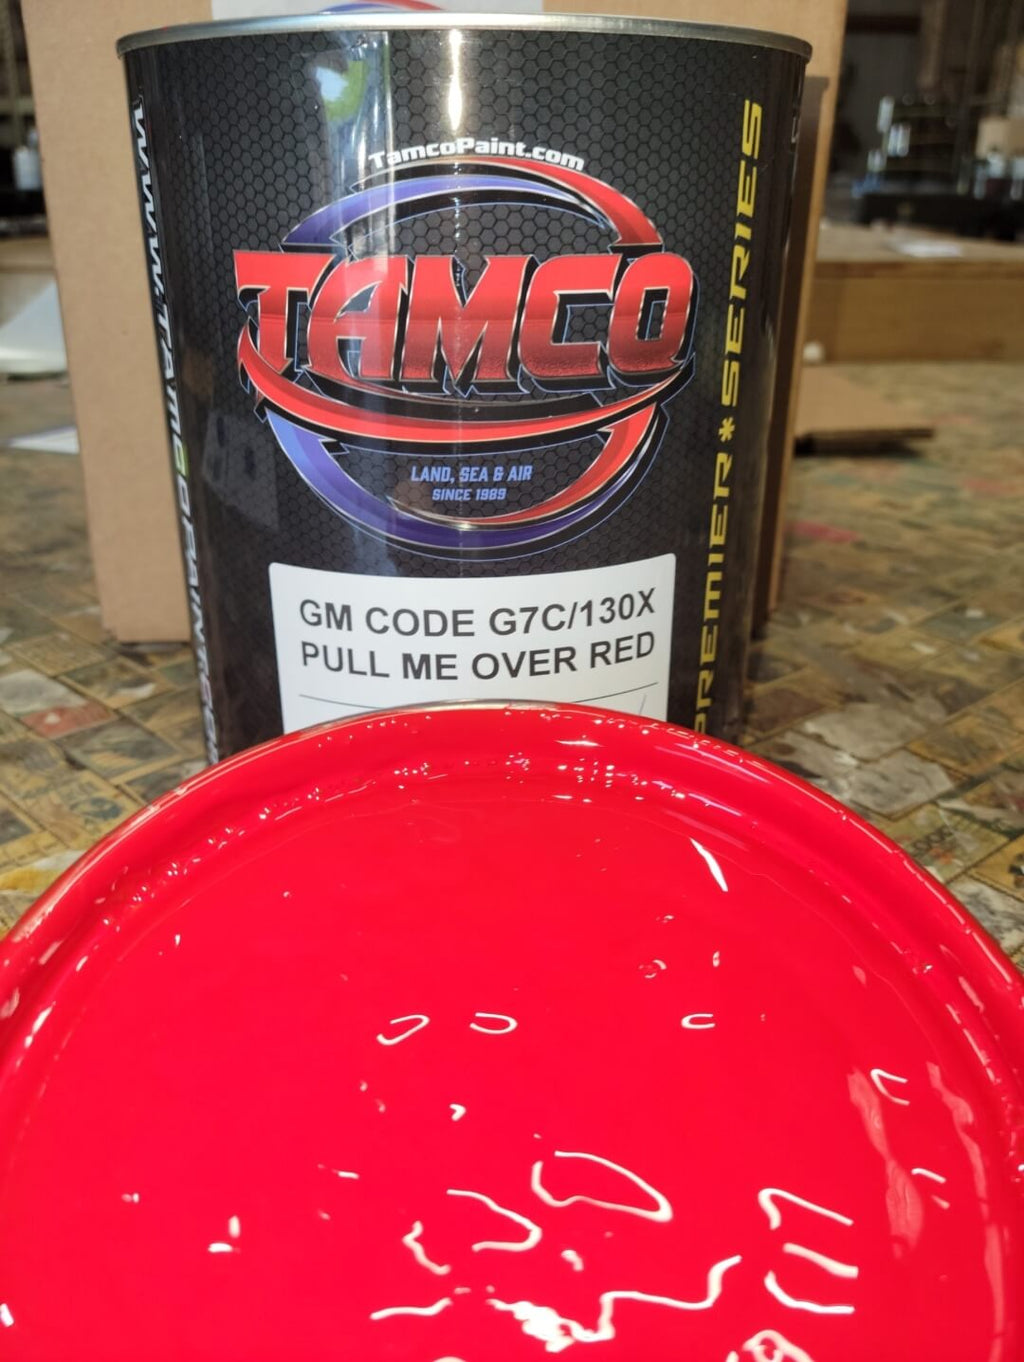 TamcoPaint.com
TAMCO
LAND, SEA & AIR
SINCE 1989
GM CODE G7C/130X
PULL ME OVER RED
PREMIER*SERIES